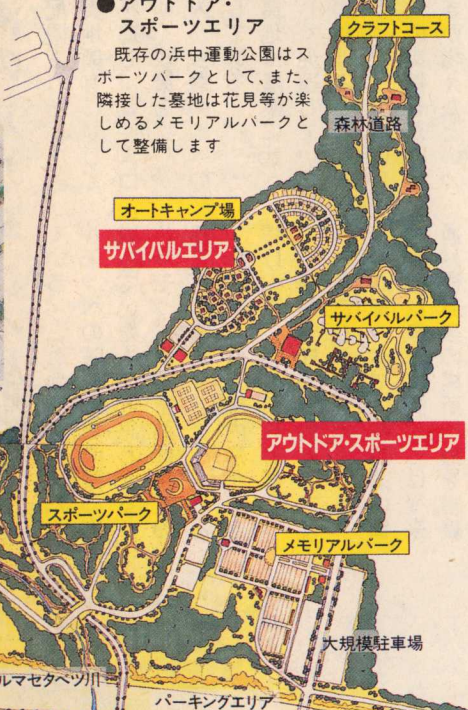 ●アウトドア・
スポーツエリア
既存の浜中運動公園はス
ポーツパークとして、また、
隣接した墓地は花見等が楽
しめるメモリアルパークと
して整備します
クラフトコース
森林道路
オートキャンプ場
サバイバルエリア
サバイバルパーク
アウトドア・スポーツエリア
スポーツパーク
メモリアルパーク
大規模駐車場
ルマセタベツ川
パーキングエリア